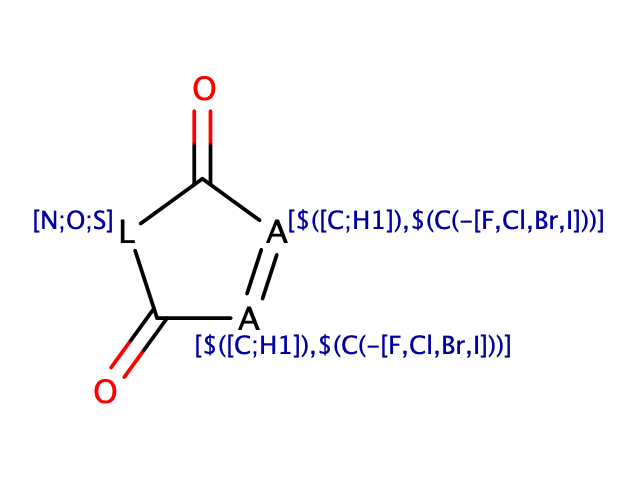 O
[N;O;S] L A [$([C;H1]),$(C(-[F,Cl,Br,I]))]
A
[$([C;H1]),$(C(-[F,Cl,Br,I]))]
O